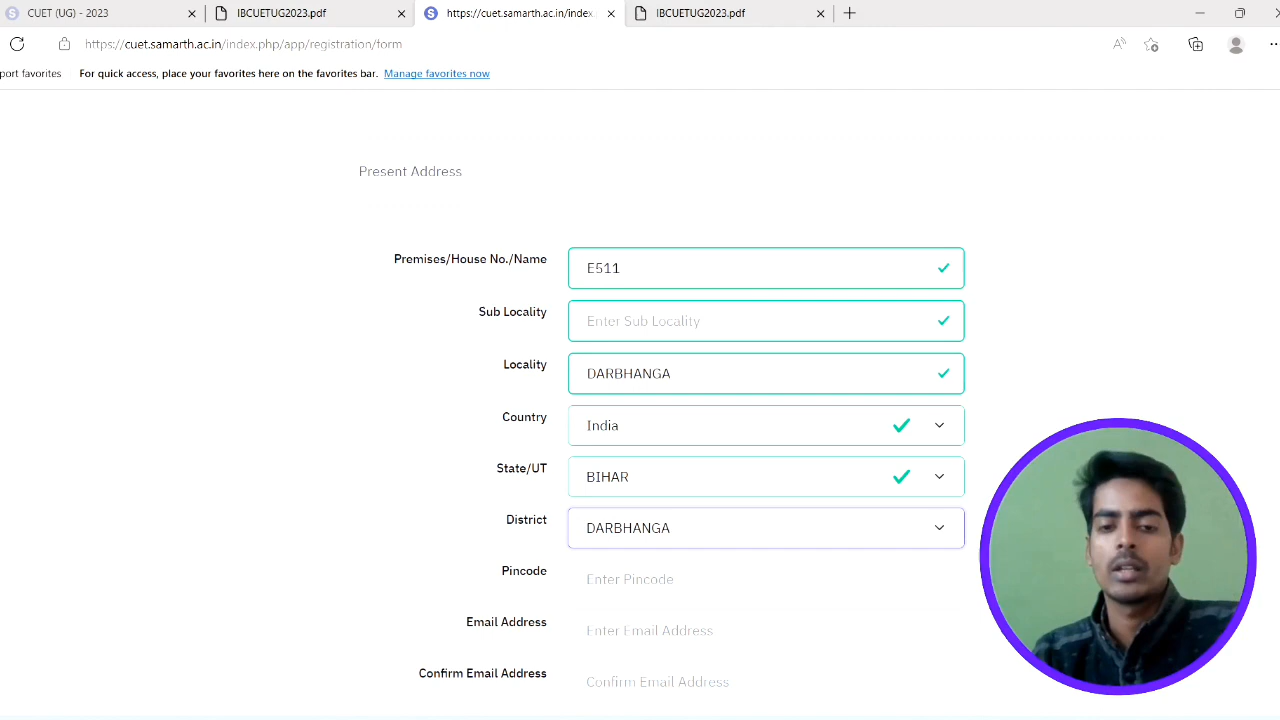 CUET (UG) - 2023
IBCUETUG2023.pdf
https://cuet.samarth.ac.in/index.
IBCUETUG2023.pdf
https://cuet.samarth.ac.in/index.php/app/registration/form
port favorites
For quick access, place your favorites here on the favorites bar. Manage favorites now
Present Address
Premises/House No./Name
E511
Sub Locality
Enter Sub Locality
Locality
DARBHANGA
Country
India
State/UT
BIHAR
District
DARBHANGA
Pincode
Enter Pincode
Email Address
Enter Email Address
Confirm Email Address
Confirm Email Address